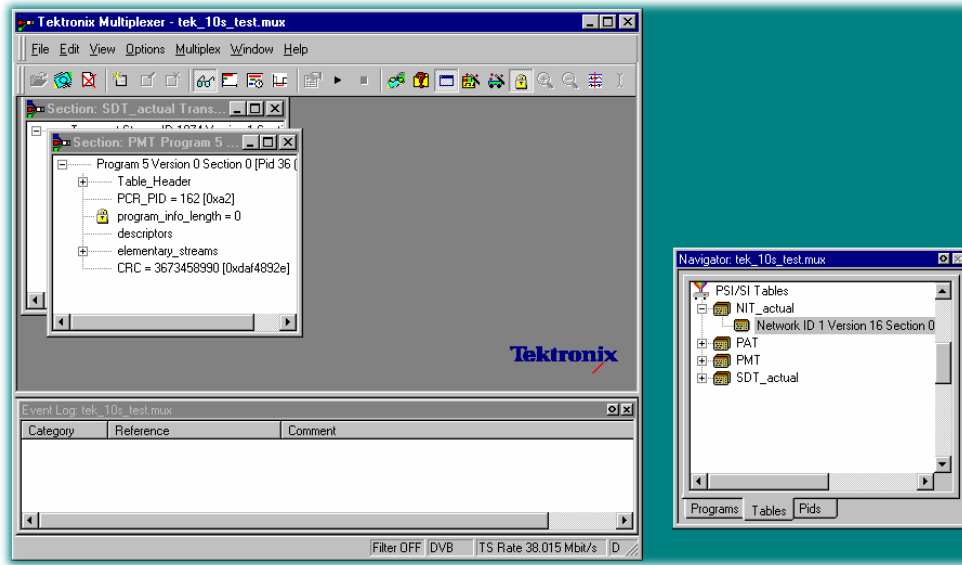 Tektronix Multiplexer - tek_10s_test.mux
File Edit View Options Multiplex Window Help
Section: SDT_actual Trans...
Section: PMT Program 5 ...
Program 5 Version 0 Section 0 [Pid 36 (
Table_Header
PCR_PID = 162 [0xa2]
program_info_length = 0
descriptors
elementary_streams
CRC = 3673458990 [0xdaf4892e]
Tektronix
Event Log: tek_10s_test.mux
Category Reference Comment
Filter OFF DVB TS Rate 38.015 Mbit/s D
Navigator: tek_10s_test.mux
PSI/SI Tables
NIT_actual
Network ID 1 Version 16 Section 0
PAT
PMT
SDT_actual
Programs Tables Pids